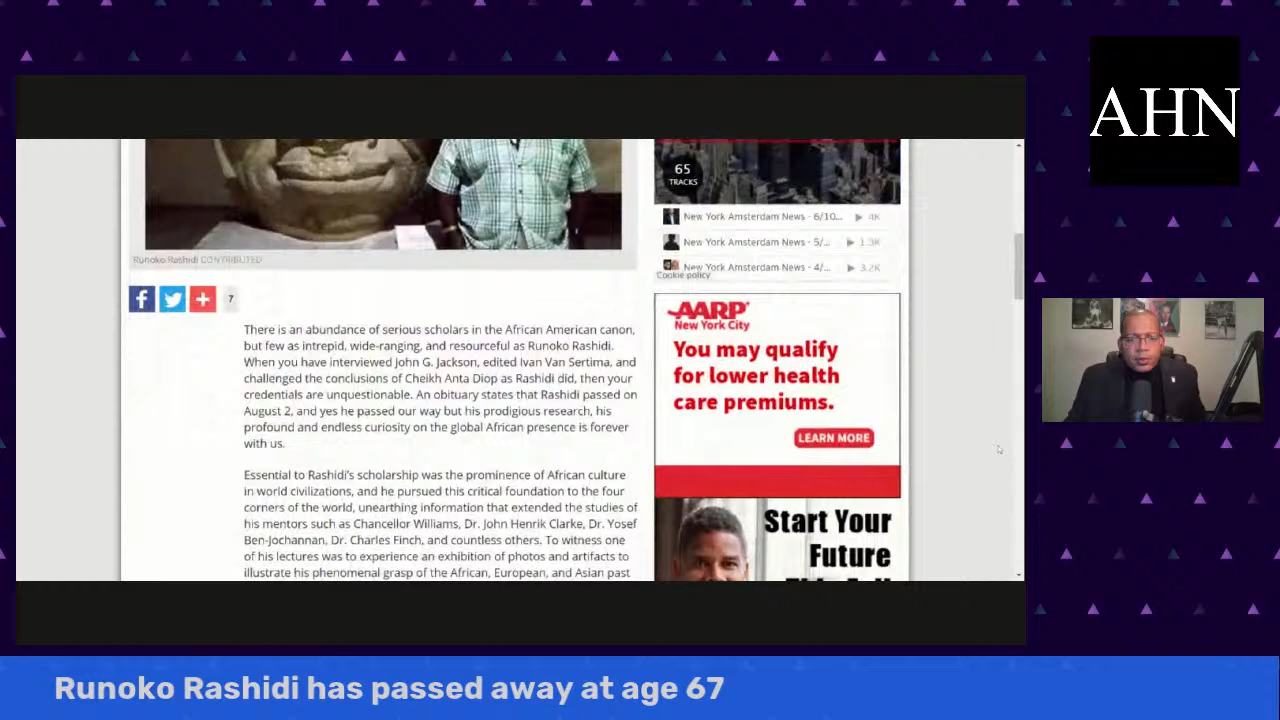 AHN
65
TRACKS
New York Amsterdam News - 6/10... 4K
New York Amsterdam News - 5/... 1.3K
New York Amsterdam News - 4/... 3.2K
Cookie policy
Runoko Rashidi CONTRIBUTED
7
There is an abundance of serious scholars in the African American canon,
but few as intrepid, wide-ranging, and resourceful as Runoko Rashidi.
When you have interviewed John G. Jackson, edited Ivan Van Sertima, and
challenged the conclusions of Cheikh Anta Diop as Rashidi did, then your
credentials are unquestionable. An obituary states that Rashidi passed on
August 2, and yes he passed our way but his prodigious research, his
profound and endless curiosity on the global African presence is forever
with us.
Essential to Rashidi's scholarship was the prominence of African culture
in world civilizations, and he pursued this critical foundation to the four
corners of the world, unearthing information that extended the studies of
his mentors such as Chancellor Williams, Dr. John Henrik Clarke, Dr. Yosef
Ben-Jochannan, Dr. Charles Finch, and countless others. To witness one
of his lectures was to experience an exhibition of photos and artifacts to
illustrate his phenomenal grasp of the African, European, and Asian past
AARP
New York City
You may qualify
for lower health
care premiums.
LEARN MORE
Start Your
Future
Runoko Rashidi has passed away at age 67